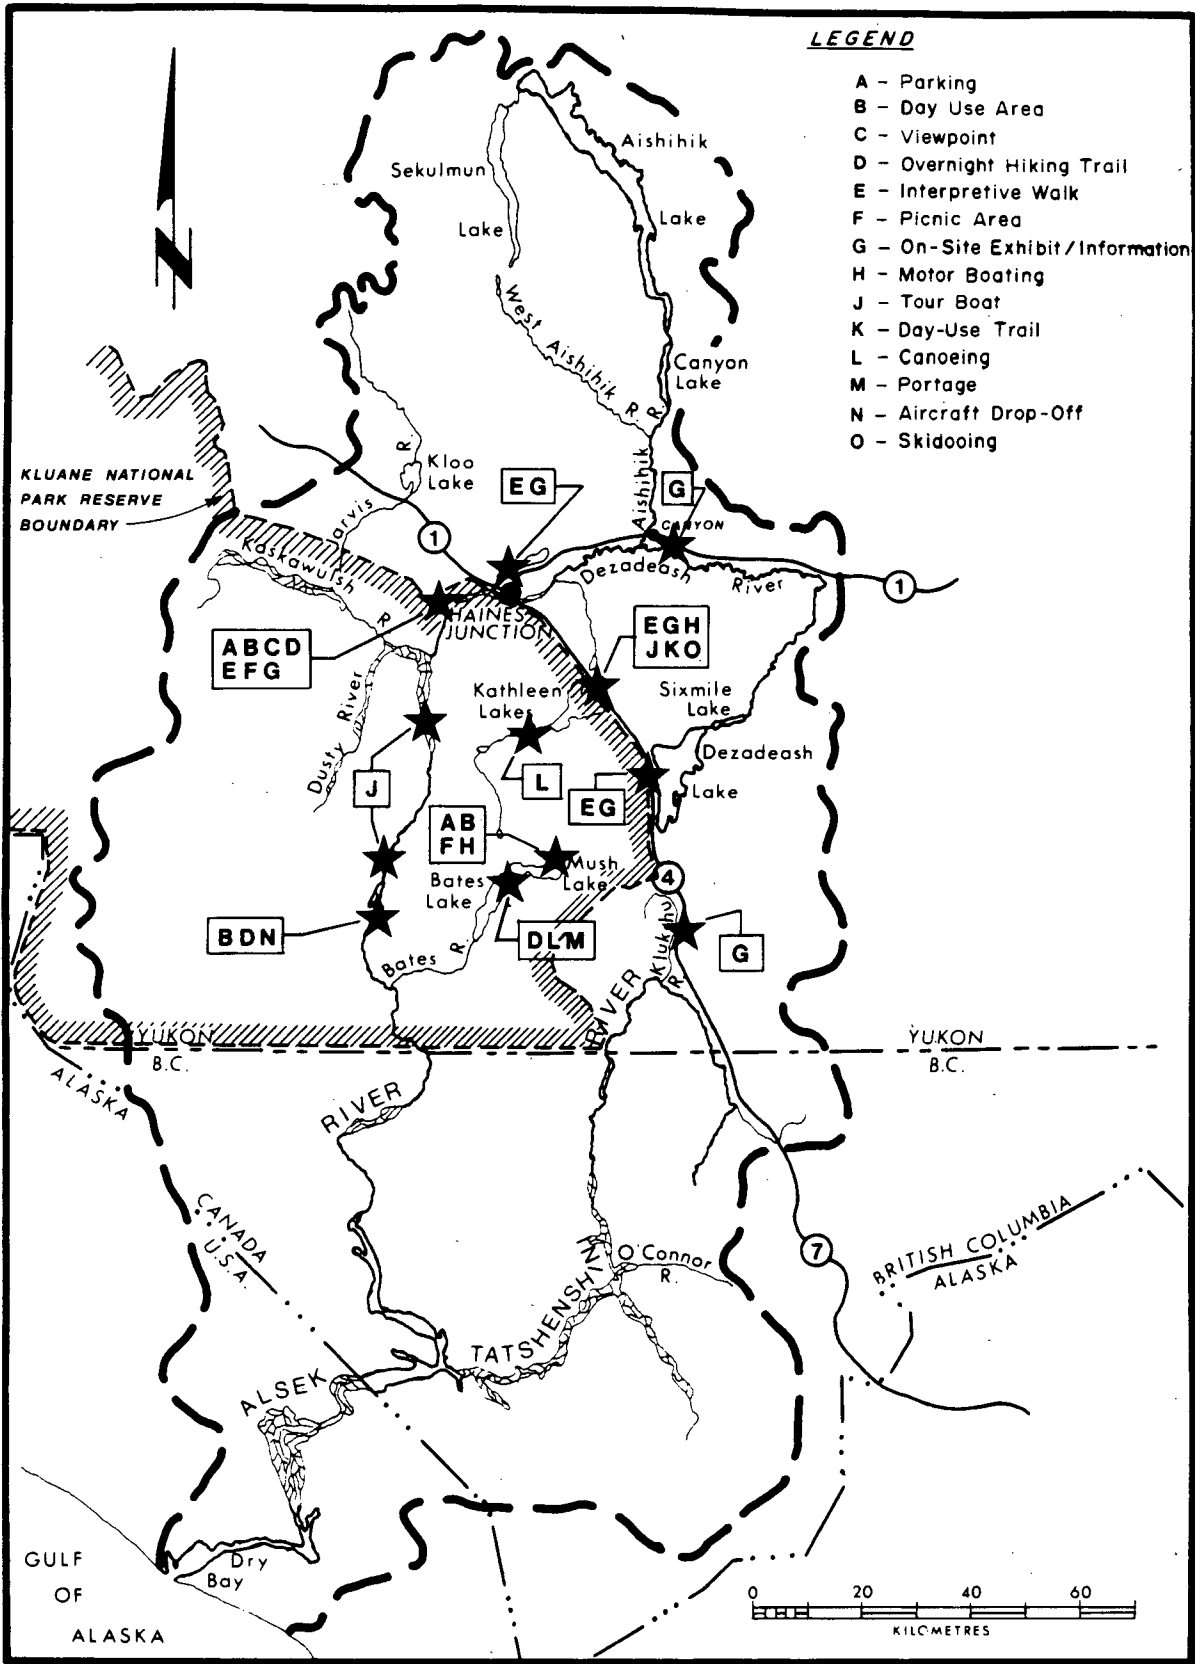 LEGEND
A - Parking
B - Day Use Area
C - Viewpoint
D - Overnight Hiking Trail
E - Interpretive Walk
F - Picnic Area
G - On-Site Exhibit/Information
H - Motor Boating
J - Tour Boat
K - Day-Use Trail
L - Canoeing
M - Portage
N - Aircraft Drop-Off
O - Skidooing
N
Aishihik
Lake
Sekulmun
Lake
West Aishihik R.
Canyon
Lake
Aishihik R.
R.
Kloo
Lake
KLUANE NATIONAL
PARK RESERVE
BOUNDARY
EG
G
CANYON
Jarvis
1
1
Kaskawulsh
R.
Dezadeash
River
HAINES
JUNCTION
ABCD
EFG
EGH
JKO
Dusty River
Kathleen
Lakes
Sixmile
Lake
Dezadeash
Lake
J
L
EG
AB
FH
Mush
Lake
Bates
Lake
4
BDN
DLM
G
Bates R.
Klukshu
R.
RIVER
YUKON
B.C.
YUKON
B.C.
ALASKA
RIVER
CANADA
U.S.A.
O'Connor
R.
7
BRITISH COLUMBIA
ALASKA
TATSHENSHINI
ALSEK
Dry
Bay
GULF
OF
ALASKA
0 20 40 60
KILOMETRES